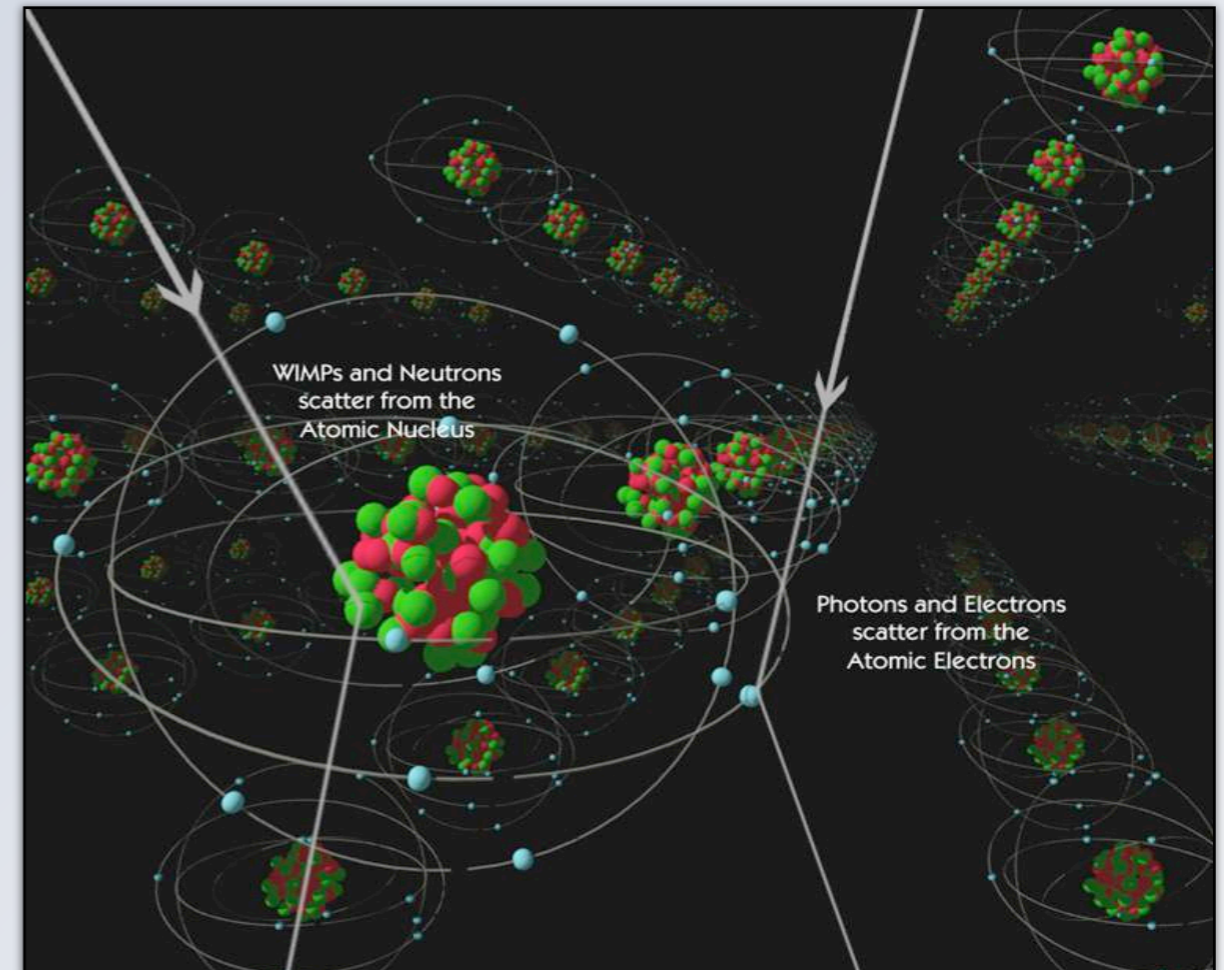 WIMPs and Neutrons
scatter from the
Atomic Nucleus
Photons and Electrons
scatter from the
Atomic Electrons